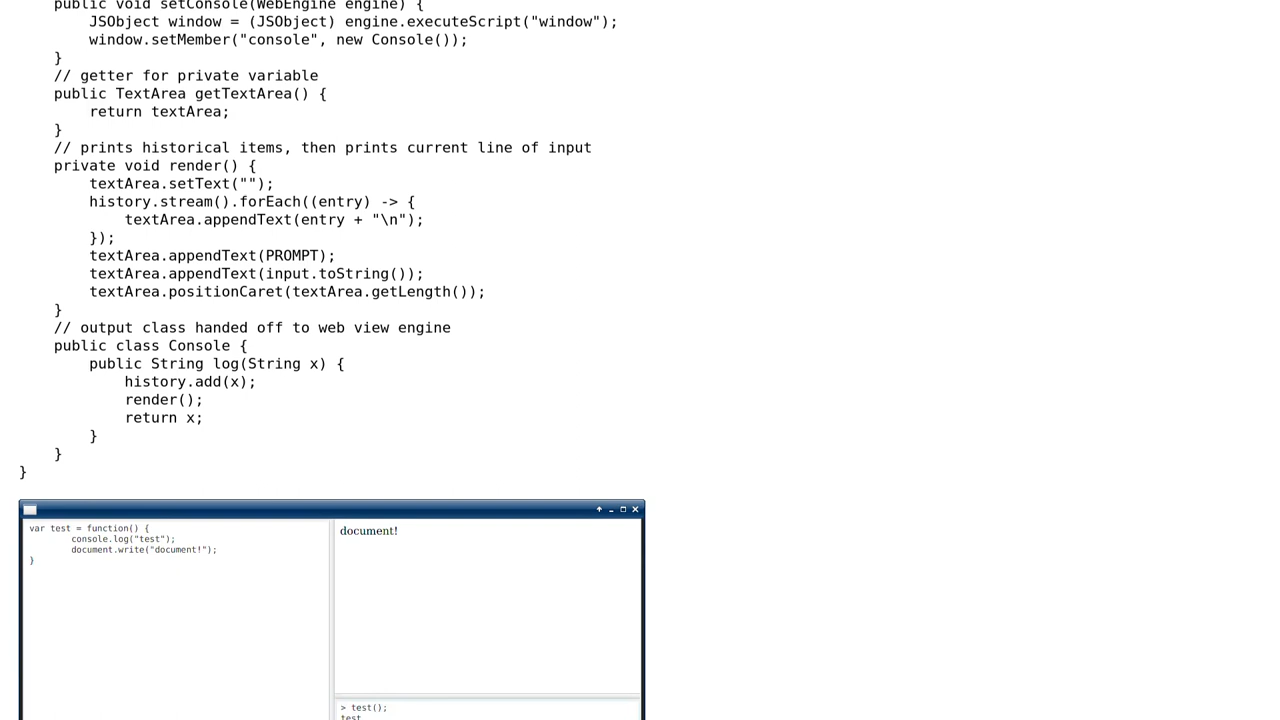 public void setConsole(WebEngine engine) {
JSObject window = (JSObject) engine.executeScript("window");
window.setMember("console", new Console());
}
// getter for private variable
public TextArea getTextArea() {
return textArea;
}
// prints historical items, then prints current line of input
private void render() {
textArea.setText("");
history.stream().forEach((entry) -> {
textArea.appendText(entry + "\n");
});
textArea.appendText(PROMPT);
textArea.appendText(input.toString());
textArea.positionCaret(textArea.getLength());
}
// output class handed off to web view engine
public class Console {
public String log(String x) {
history.add(x);
render();
return x;
}
}
}
var test = function() {
console.log("test");
document.write("document!");
}
document!
> test();
test